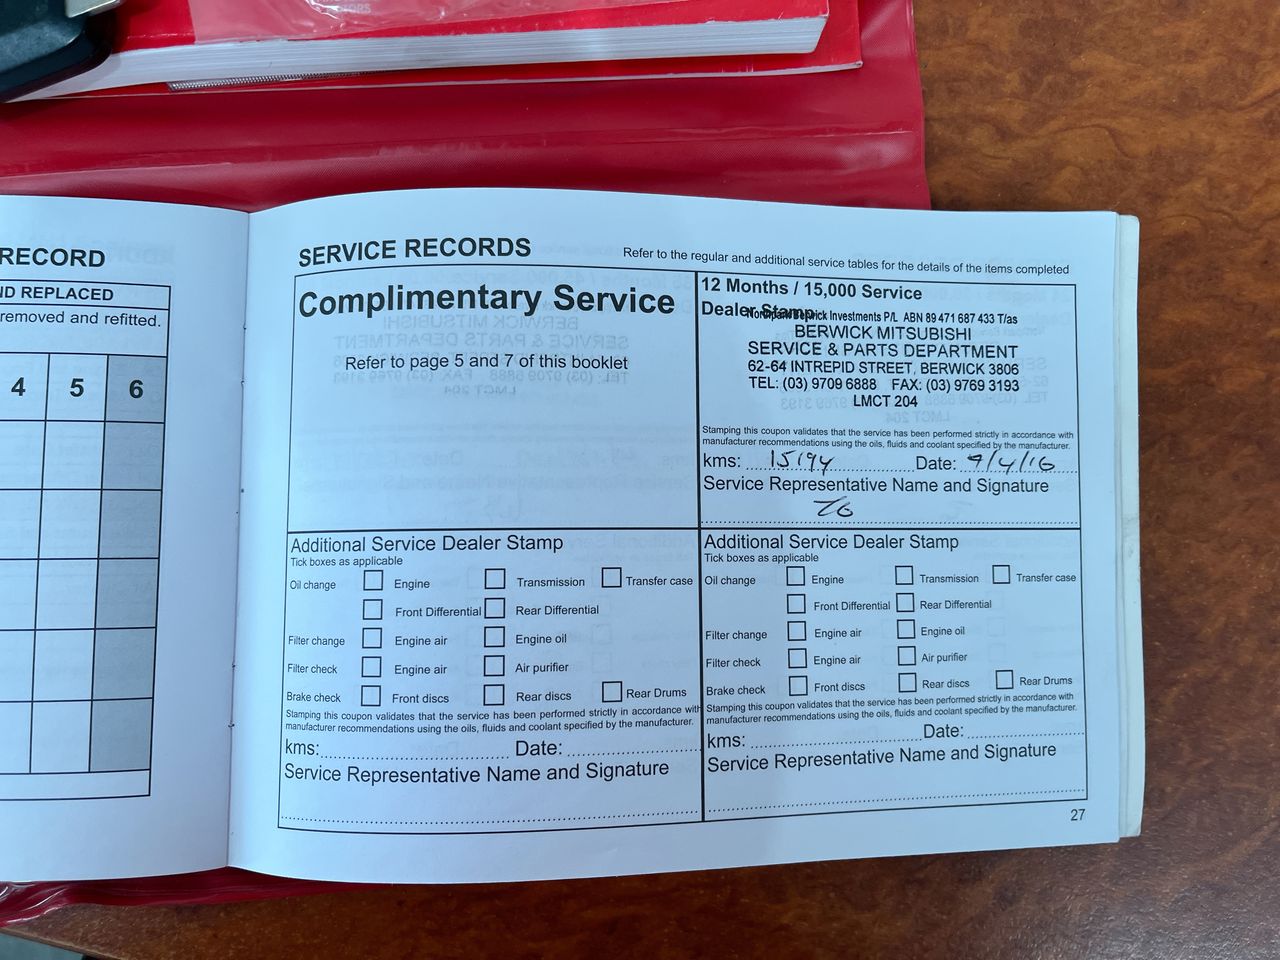 RECORD
ND REPLACED
removed and refitted.
4 5 6
SERVICE RECORDS
Refer to the regular and additional service tables for the details of the items completed
Complimentary Service
Refer to page 5 and 7 of this booklet
12 Months / 15,000 Service
Dealer Stamp
Investments P/L ABN 89 471 687 433 T/as
BERWICK MITSUBISHI
SERVICE & PARTS DEPARTMENT
62-64 INTREPID STREET, BERWICK 3806
TEL: (03) 9709 6888 FAX: (03) 9769 3193
LMCT 204
Stamping this coupon validates that the service has been performed strictly in accordance with
manufacturer recommendations using the oils, fluids and coolant specified by the manufacturer.
kms: 15194 Date: 9/4/16
Service Representative Name and Signature
Additional Service Dealer Stamp
Tick boxes as applicable
Oil change Engine Transmission Transfer case
Front Differential Rear Differential
Filter change Engine air Engine oil
Filter check Engine air Air purifier
Brake check Front discs Rear discs Rear Drums
Stamping this coupon validates that the service has been performed strictly in accordance with
manufacturer recommendations using the oils, fluids and coolant specified by the manufacturer.
kms: Date:
Service Representative Name and Signature
Additional Service Dealer Stamp
Tick boxes as applicable
Oil change Engine Transmission Transfer case
Front Differential Rear Differential
Filter change Engine air Engine oil
Filter check Engine air Air purifier
Brake check Front discs Rear discs Rear Drums
Stamping this coupon validates that the service has been performed strictly in accordance with
manufacturer recommendations using the oils, fluids and coolant specified by the manufacturer.
kms: Date:
Service Representative Name and Signature
27